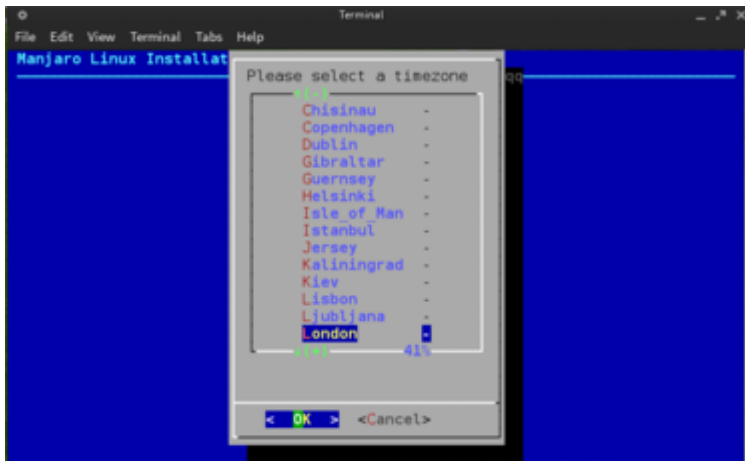 Terminal
File Edit View Terminal Tabs Help
Manjaro Linux Installat
Please select a timezone
qq
(-)
Chisinau -
Copenhagen -
Dublin -
Gibraltar -
Guernsey -
Helsinki -
Isle_of_Man -
Istanbul -
Jersey -
Kaliningrad -
Kiev -
Lisbon -
Ljubljana -
London -
(+) 41%
< OK > <Cancel>